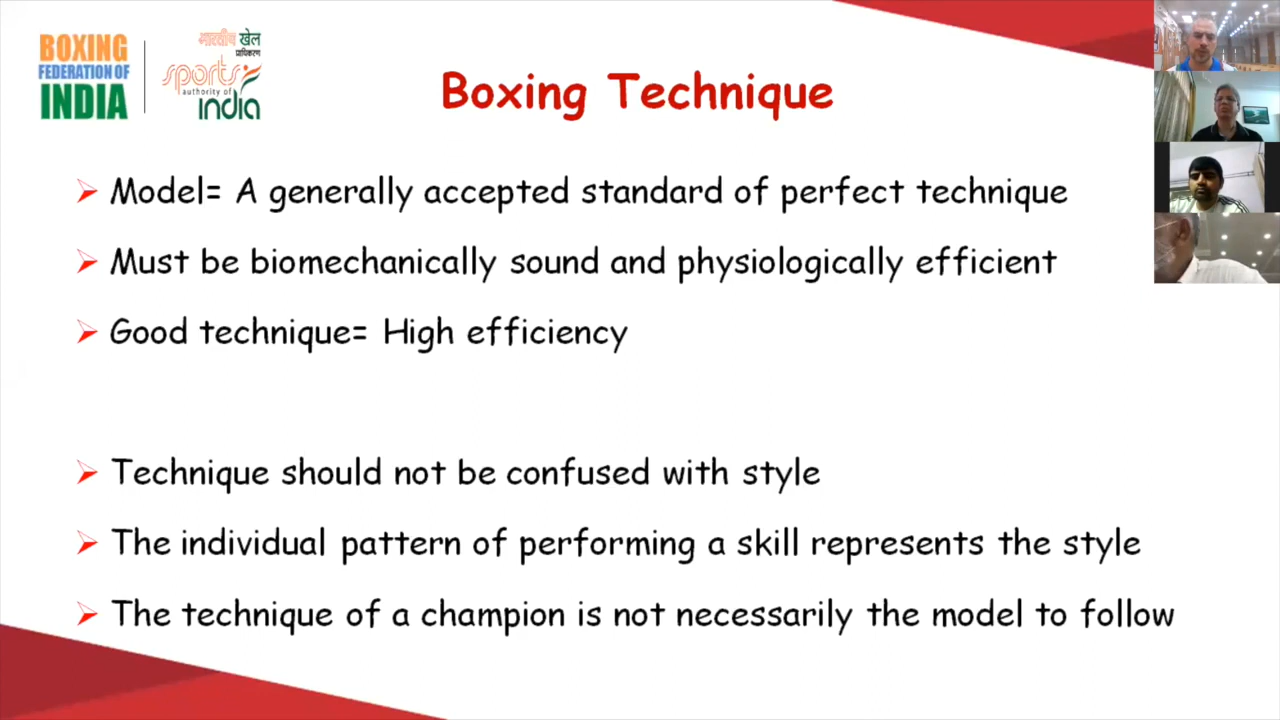 BOXING
FEDERATION OF
INDIA
भारतीय खेल
प्राधिकरण
sports
authority of
india
Boxing Technique
Model= A generally accepted standard of perfect technique
Must be biomechanically sound and physiologically efficient
Good technique= High efficiency
Technique should not be confused with style
The individual pattern of performing a skill represents the style
The technique of a champion is not necessarily the model to follow